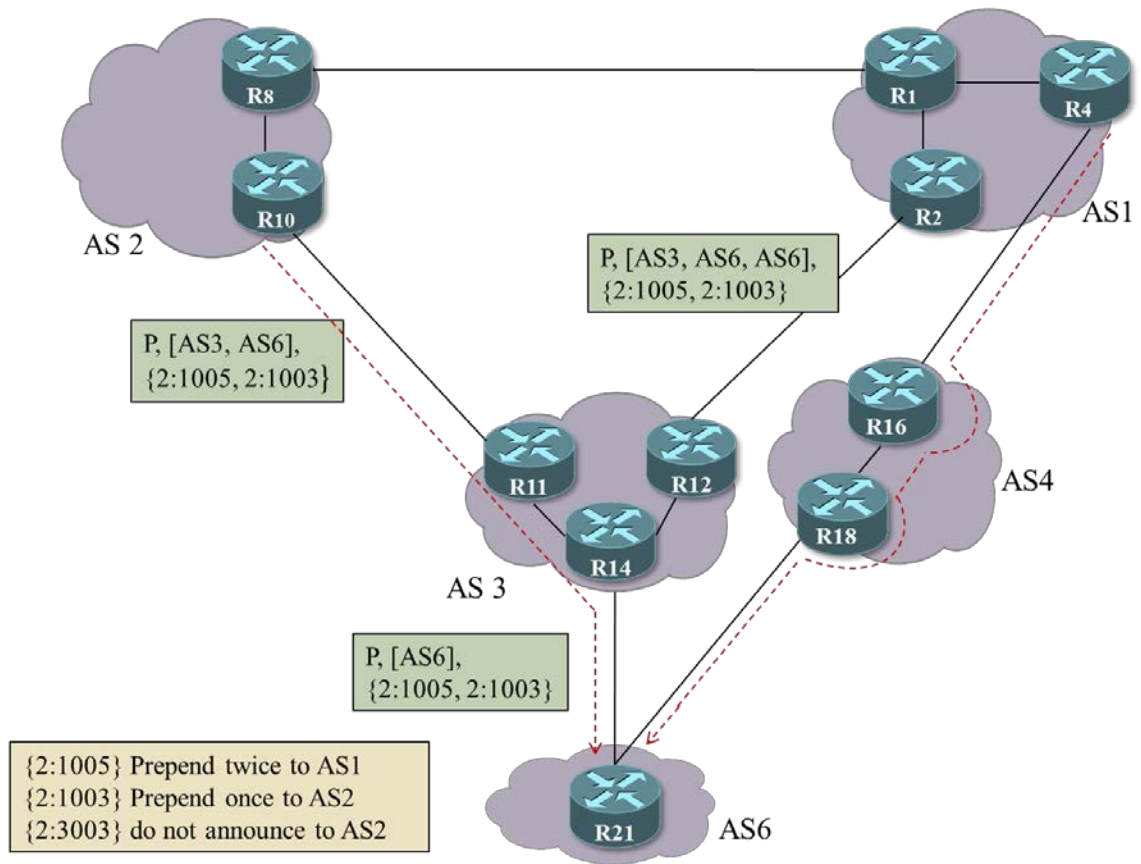 R8
R1
R4
R10
R2
AS 2
AS1
P, [AS3, AS6, AS6],
{2:1005, 2:1003}
P, [AS3, AS6],
{2:1005, 2:1003}
R16
R11
R12
AS4
R18
R14
AS 3
P, [AS6],
{2:1005, 2:1003}
{2:1005} Prepend twice to AS1
{2:1003} Prepend once to AS2
{2:3003} do not announce to AS2
R21
AS6